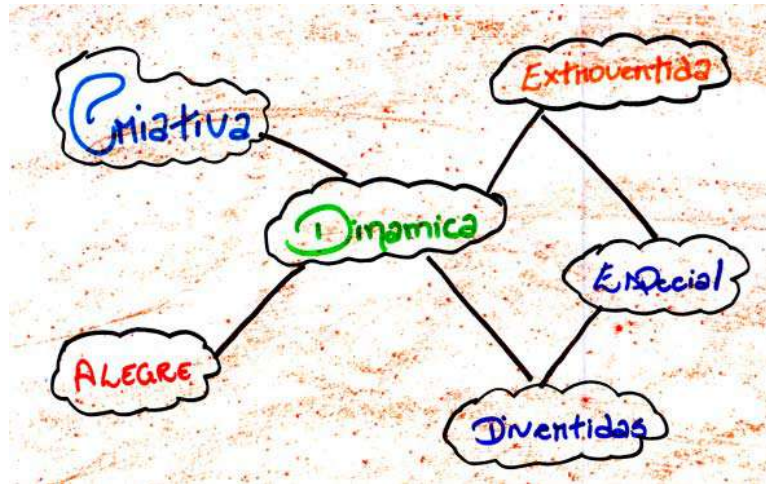 Criativa
Extrovertida
Dinamica
Especial
ALEGRE
Divertidas